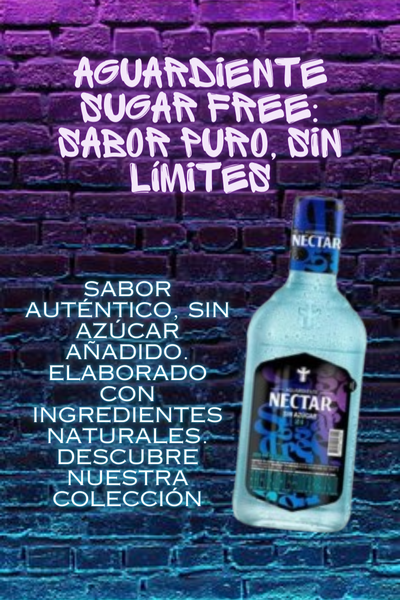 AGUARDIENTE
SUGAR FREE:
SABOR PURO, SIN
LÍMITES
NECTAR
SABOR
AUTÉNTICO, SIN
AZÚCAR
AÑADIDO.
ELABORADO
CON
INGREDIENTES
NATURALES.
DESCUBRE
NUESTRA
COLECCIÓN
NECTAR
SIN AZÚCAR